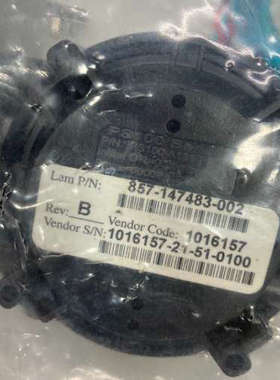 Lam P/N: 857-147483-002
Rev: B Vendor Code: 1016157
Vendor S/N: 1016157-21-51-0100